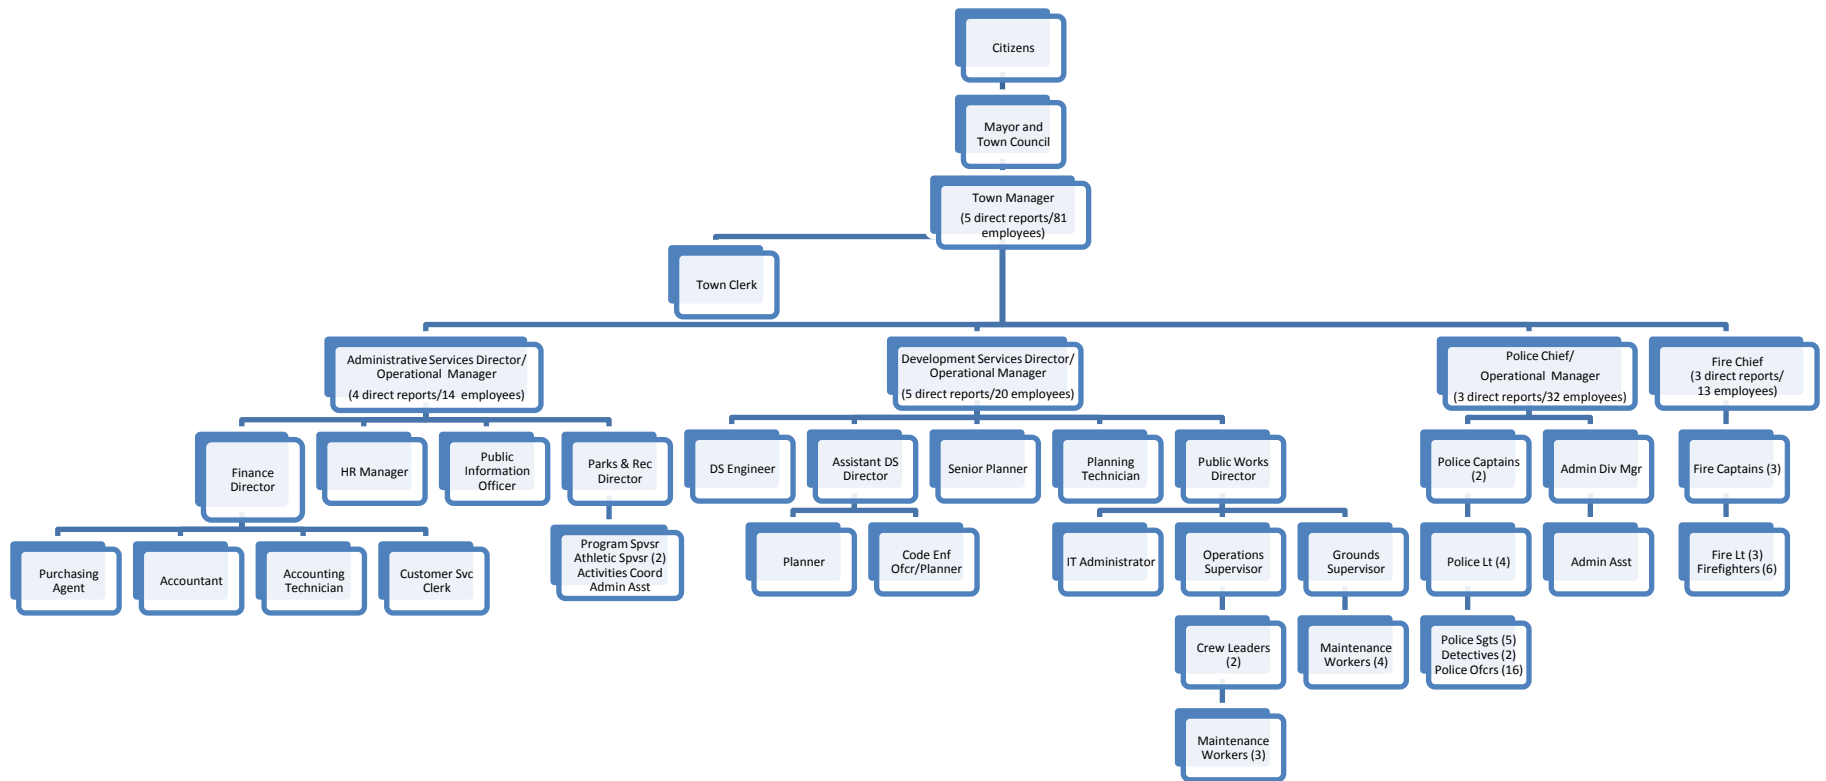 Citizens
Mayor and
Town Council
Town Manager
(5 direct reports/81
employees)
Town Clerk
Administrative Services Director/
Operational Manager
(4 direct reports/14 employees)
Development Services Director/
Operational Manager
(5 direct reports/20 employees)
Police Chief/
Operational Manager
(3 direct reports/32 employees)
Fire Chief
(3 direct reports/
13 employees)
Finance
Director
HR Manager
Public
Information
Officer
Parks & Rec
Director
DS Engineer
Assistant DS
Director
Senior Planner
Planning
Technician
Public Works
Director
Police Captains
(2)
Admin Div Mgr
Fire Captains (3)
Purchasing
Agent
Accountant
Accounting
Technician
Customer Svc
Clerk
Program Spvsr
Athletic Spvsr (2)
Activities Coord
Admin Asst
Planner
Code Enf
Ofcr/Planner
IT Administrator
Operations
Supervisor
Grounds
Supervisor
Police Lt (4)
Admin Asst
Fire Lt (3)
Firefighters (6)
Crew Leaders
(2)
Maintenance
Workers (4)
Police Sgts (5)
Detectives (2)
Police Ofcrs (16)
Maintenance
Workers (3)